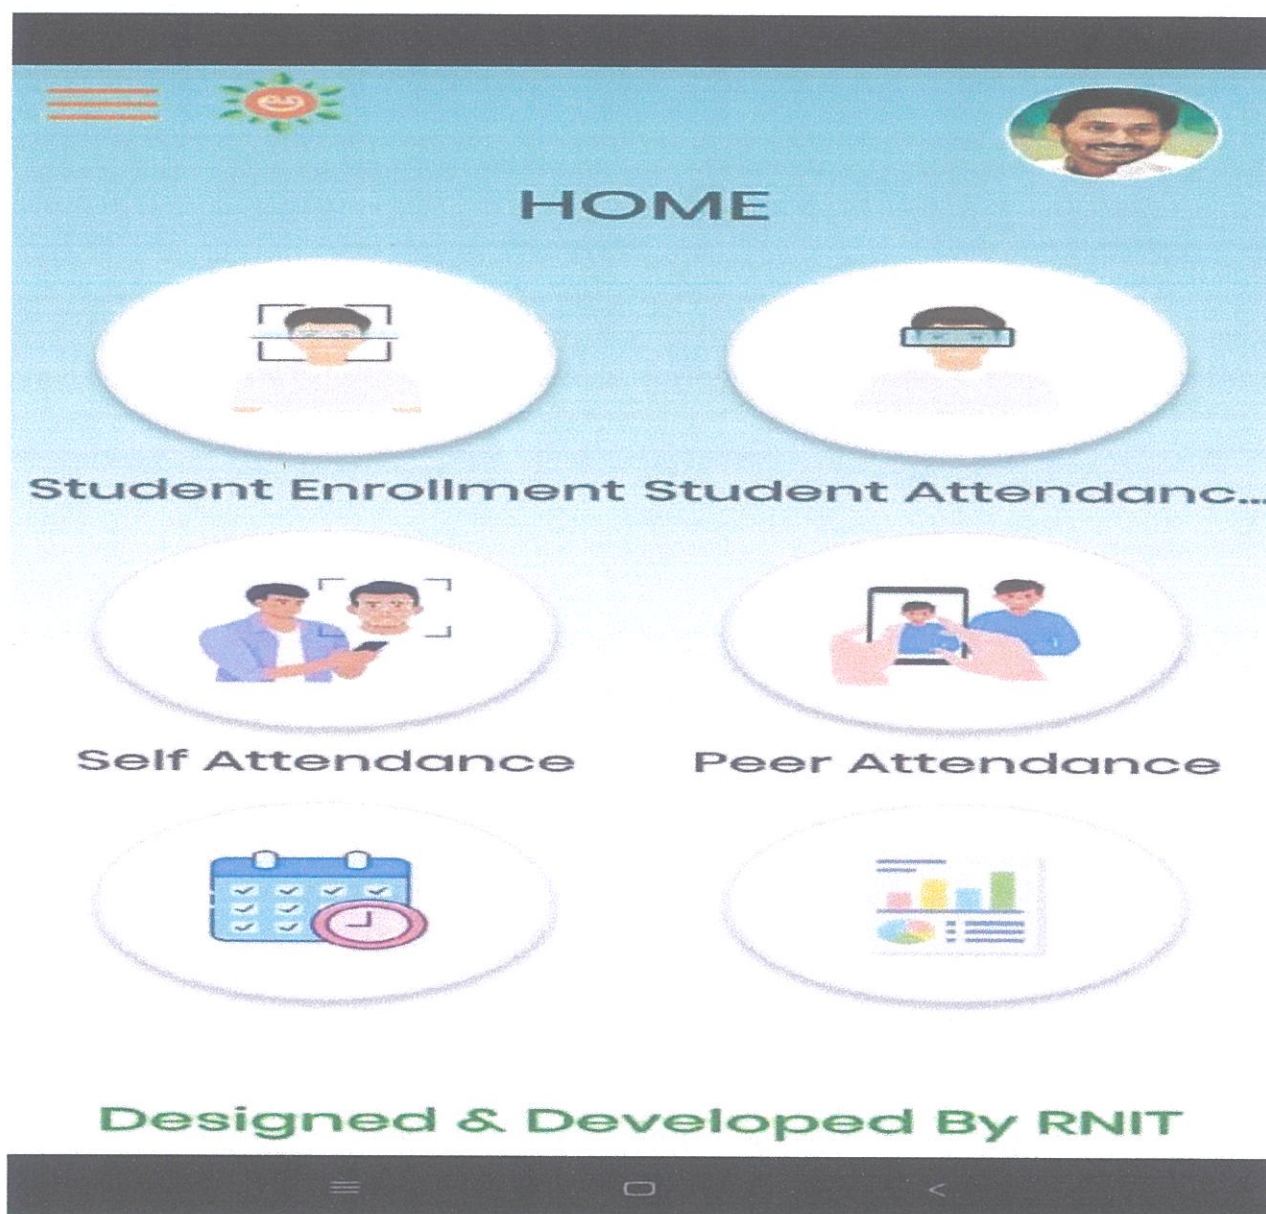 HOME
Student Enrollment Student Attendanc...
Self Attendance Peer Attendance
Designed & Developed By RNIT